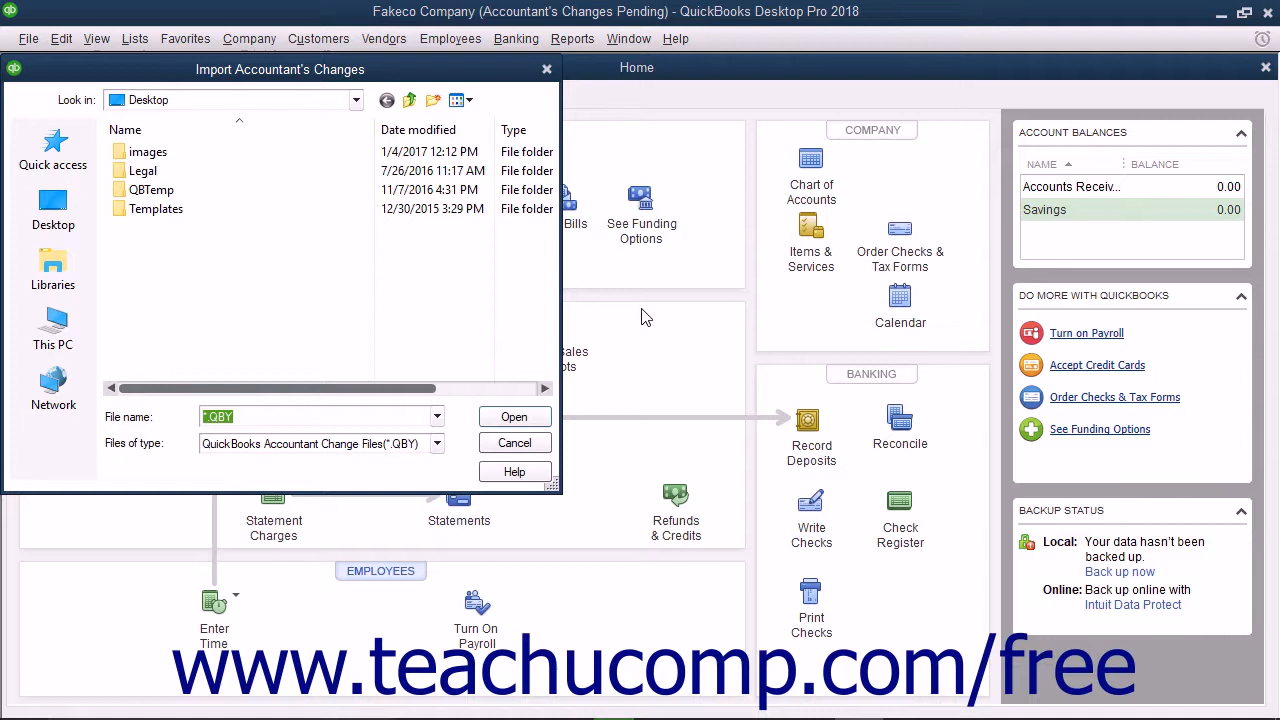 Fakeco Company (Accountant's Changes Pending) - QuickBooks Desktop Pro 2018
File Edit View Lists Favorites Company Customers Vendors Employees Banking Reports Window Help
Import Accountant's Changes
Home
Look in: Desktop
Name Date modified Type
images 1/4/2017 12:12 PM File folder
Legal 7/26/2016 11:17 AM File folder
QBTemp 11/7/2016 4:31 PM File folder
Templates 12/30/2015 3:29 PM File folder
Quick access
Desktop
Libraries
This PC
Network
File name: *.QBY Open
Files of type: QuickBooks Accountant Change Files(*.QBY) Cancel
Help
Bills
See Funding
Options
Statement
Charges
Statements
Refunds
& Credits
EMPLOYEES
Enter
Time
Turn On
Payroll
COMPANY
Chart of
Accounts
Items &
Services
Order Checks &
Tax Forms
Calendar
BANKING
Record
Deposits
Reconcile
Write
Checks
Check
Register
Print
Checks
ACCOUNT BALANCES
NAME BALANCE
Accounts Receiv... 0.00
Savings 0.00
DO MORE WITH QUICKBOOKS
Turn on Payroll
Accept Credit Cards
Order Checks & Tax Forms
See Funding Options
BACKUP STATUS
Local: Your data hasn't been
backed up.
Back up now
Online: Back up online with
Intuit Data Protect
www.teachucomp.com/free